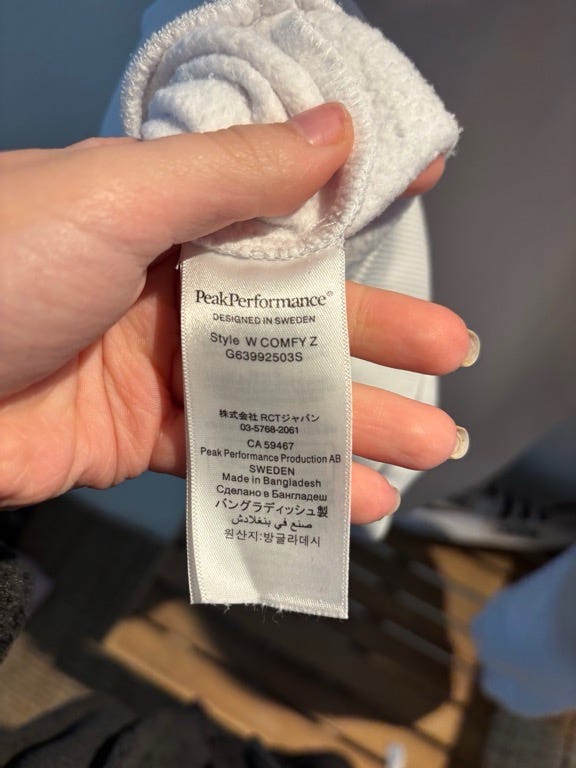 PeakPerformance®
DESIGNED IN SWEDEN
Style W COMFY Z
G63992503S
株式会社 RCTジャパン
03-5768-2061
CA 59467
Peak Performance Production AB
SWEDEN
Made in Bangladesh
Сделано в Бангладеш
バングラディッシュ製
صنع في بنغلادش
원산지:방글라데시